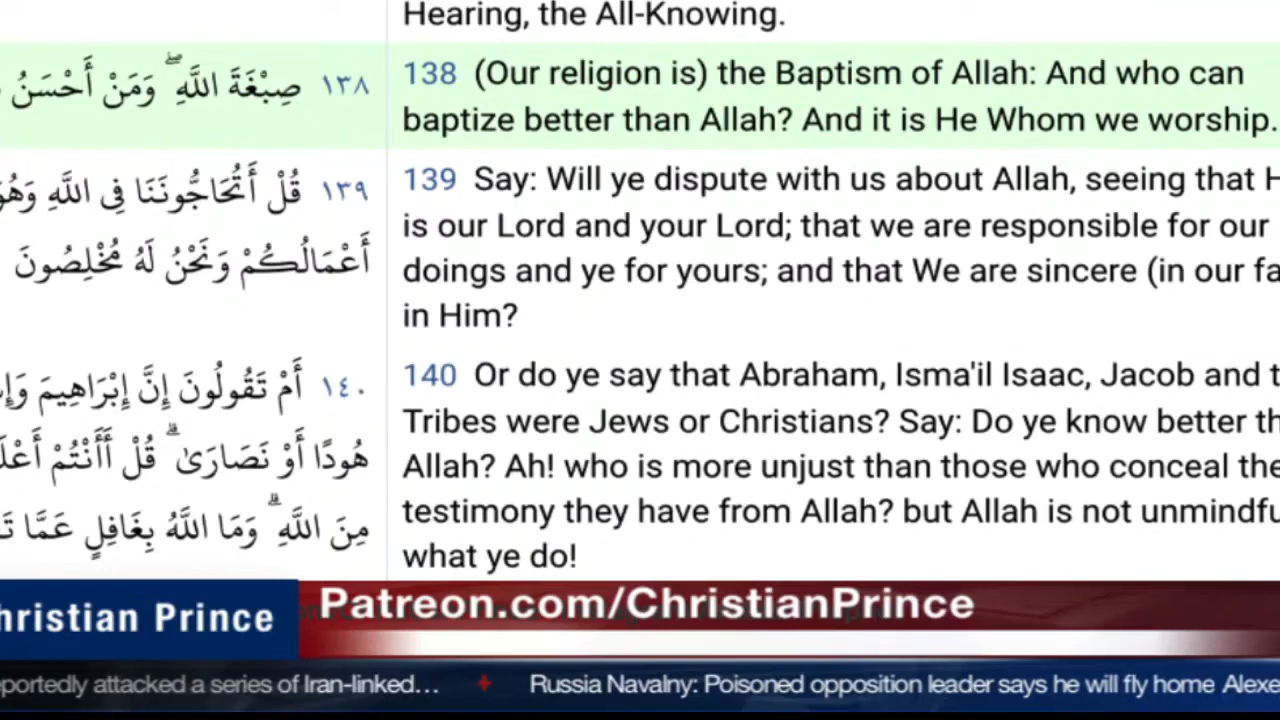 Hearing, the All-Knowing.
١٣٨ صِبْغَةَ اللَّهِ ۖ وَمَنْ أَحْسَنُ
138 (Our religion is) the Baptism of Allah: And who can
baptize better than Allah? And it is He Whom we worship.
١٣٩ قُلْ أَتُحَاجُّونَنَا فِي اللَّهِ
أَعْمَالُكُمْ وَنَحْنُ لَهُ مُخْلِصُونَ
139 Say: Will ye dispute with us about Allah, seeing that
is our Lord and your Lord; that we are responsible for our
doings and ye for yours; and that We are sincere (in our
in Him?
١٤٠ أَمْ تَقُولُونَ إِنَّ إِبْرَاهِيمَ
هُودًا أَوْ نَصَارَىٰ ۗ قُلْ أَأَنْتُمْ
مِنَ اللَّهِ ۗ وَمَا اللَّهُ بِغَافِلٍ عَمَّا
140 Or do ye say that Abraham, Isma'il Isaac, Jacob and
Tribes were Jews or Christians? Say: Do ye know better
Allah? Ah! who is more unjust than those who conceal
testimony they have from Allah? but Allah is not
what ye do!
Patreon.com/ChristianPrince
hristian Prince
portedly attacked a series of Iran-linked... Russia Navalny: Poisoned opposition leader says he will fly home Alexe